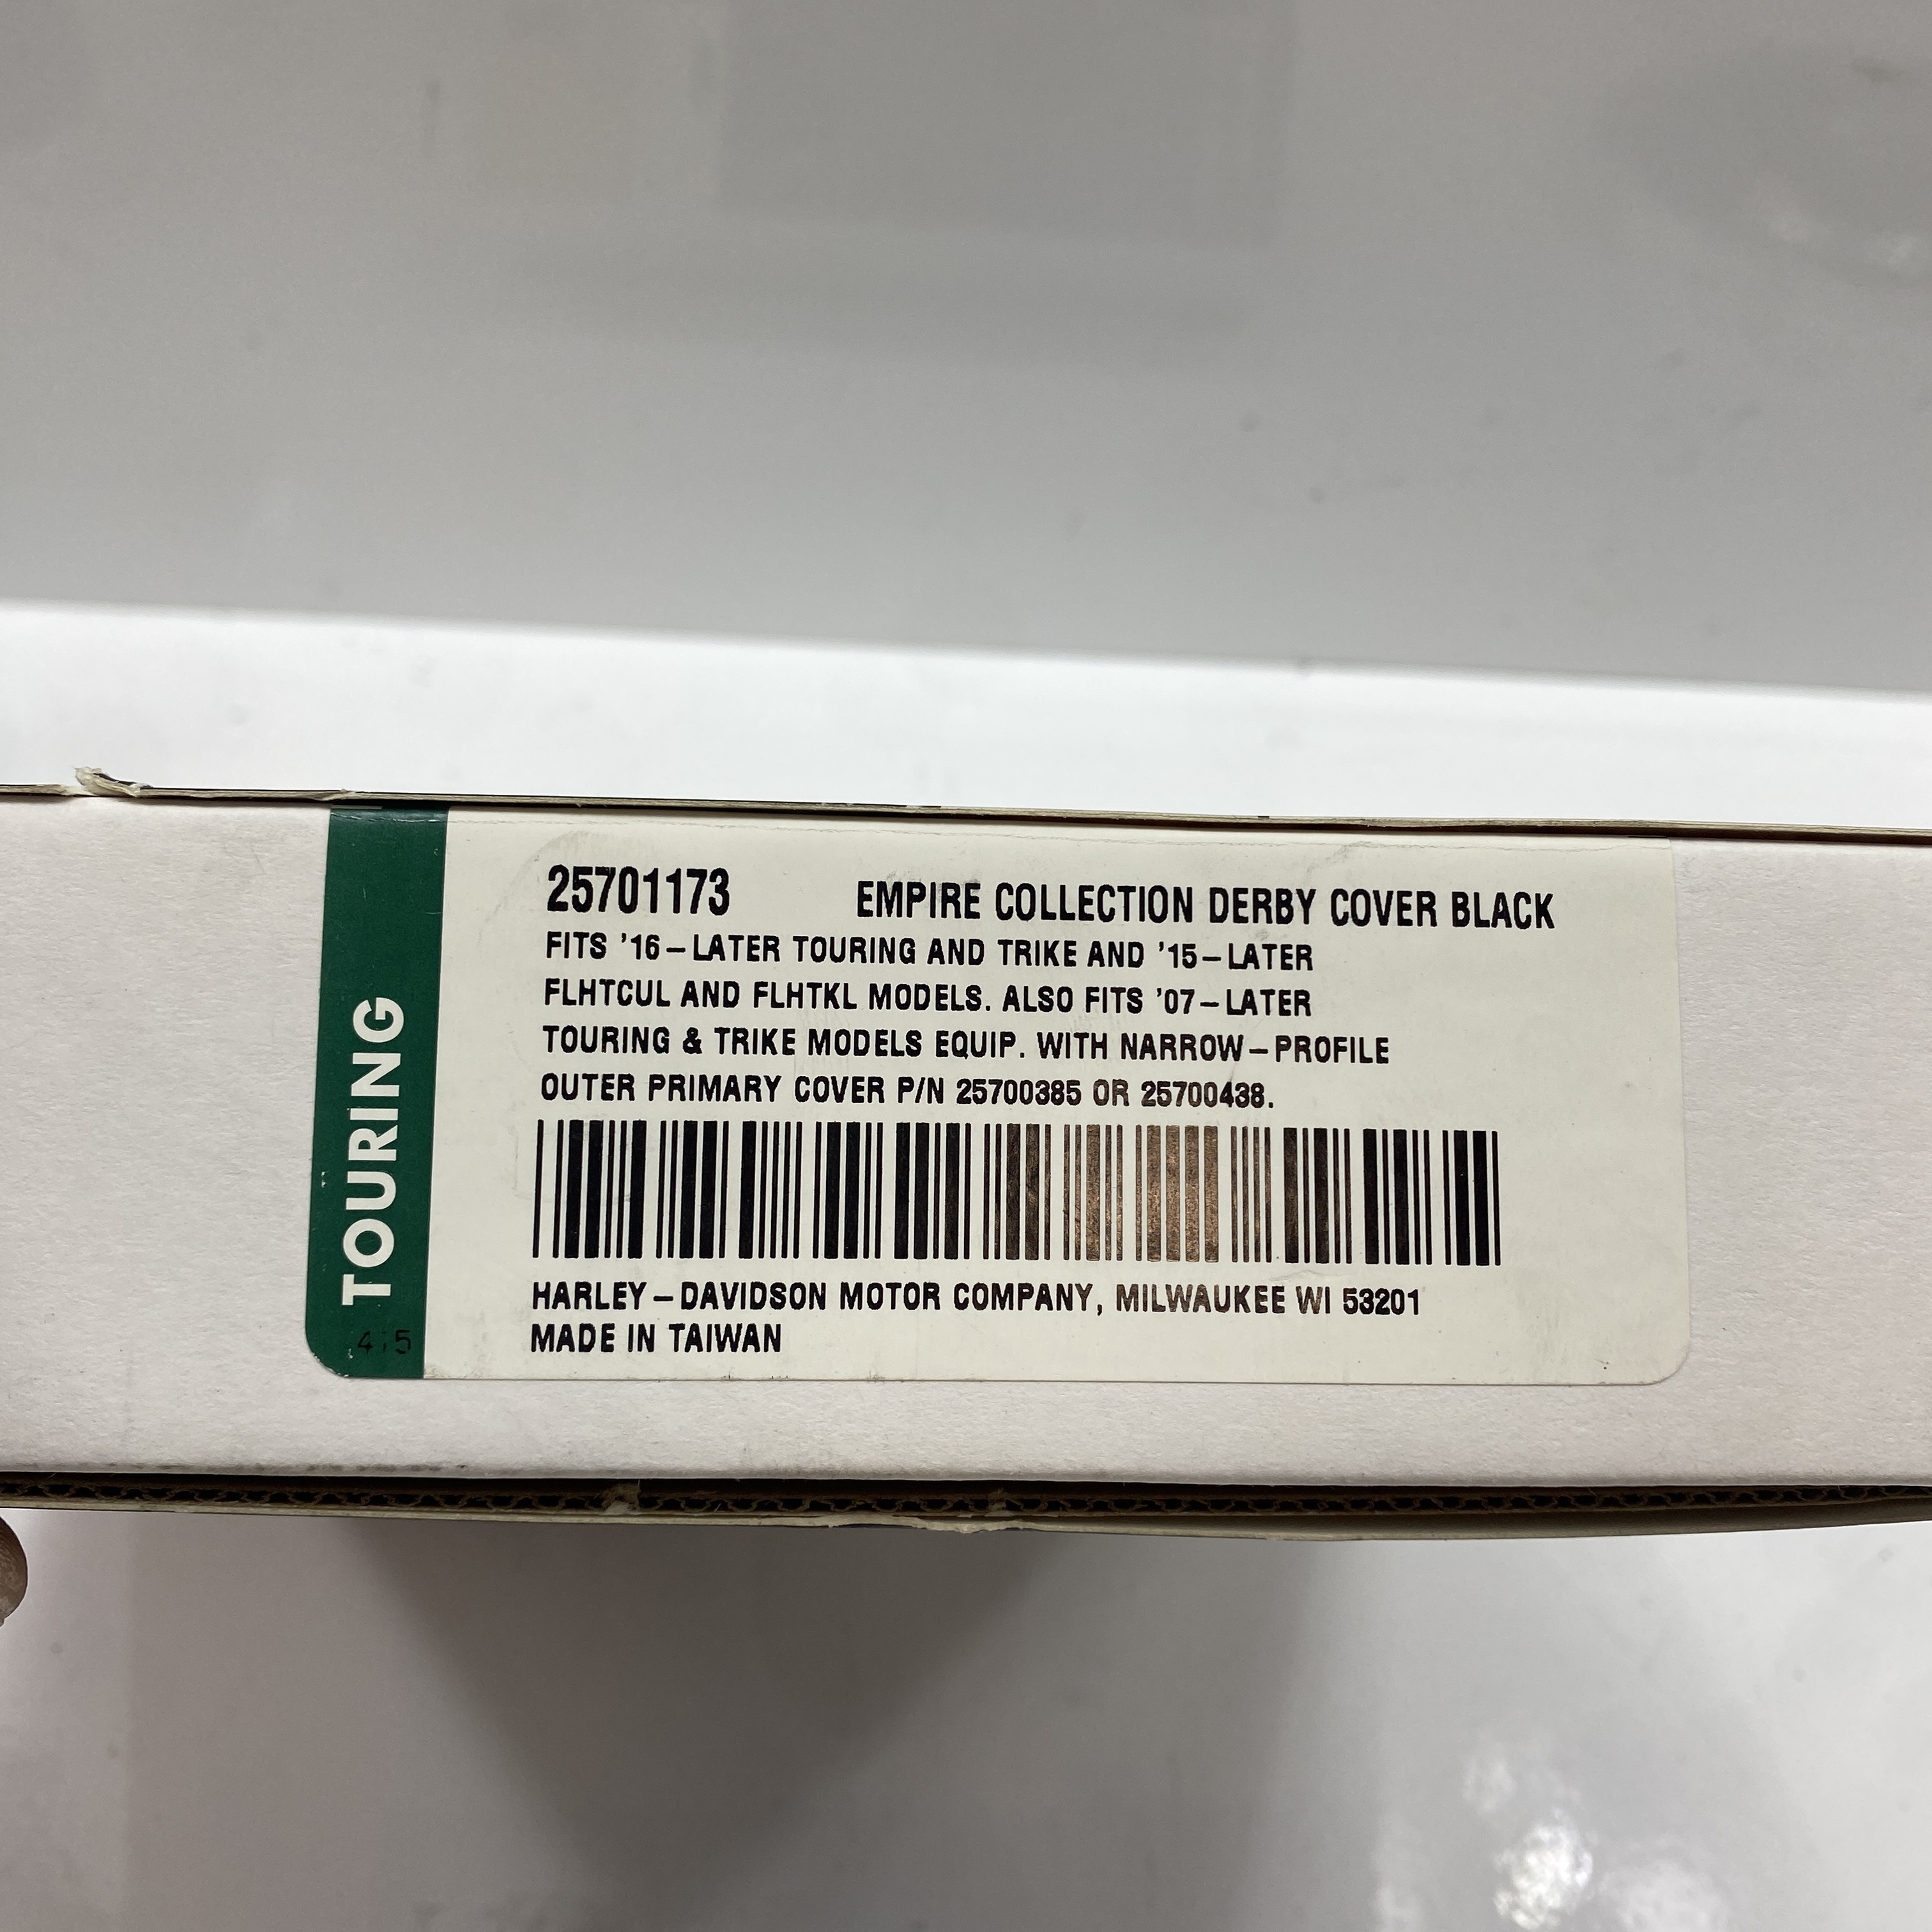 TOURING
25701173 EMPIRE COLLECTION DERBY COVER BLACK
FITS '16–LATER TOURING AND TRIKE AND '15–LATER
FLHTCUL AND FLHTKL MODELS. ALSO FITS '07–LATER
TOURING & TRIKE MODELS EQUIP. WITH NARROW–PROFILE
OUTER PRIMARY COVER P/N 25700385 OR 25700438.
HARLEY–DAVIDSON MOTOR COMPANY, MILWAUKEE WI 53201
MADE IN TAIWAN